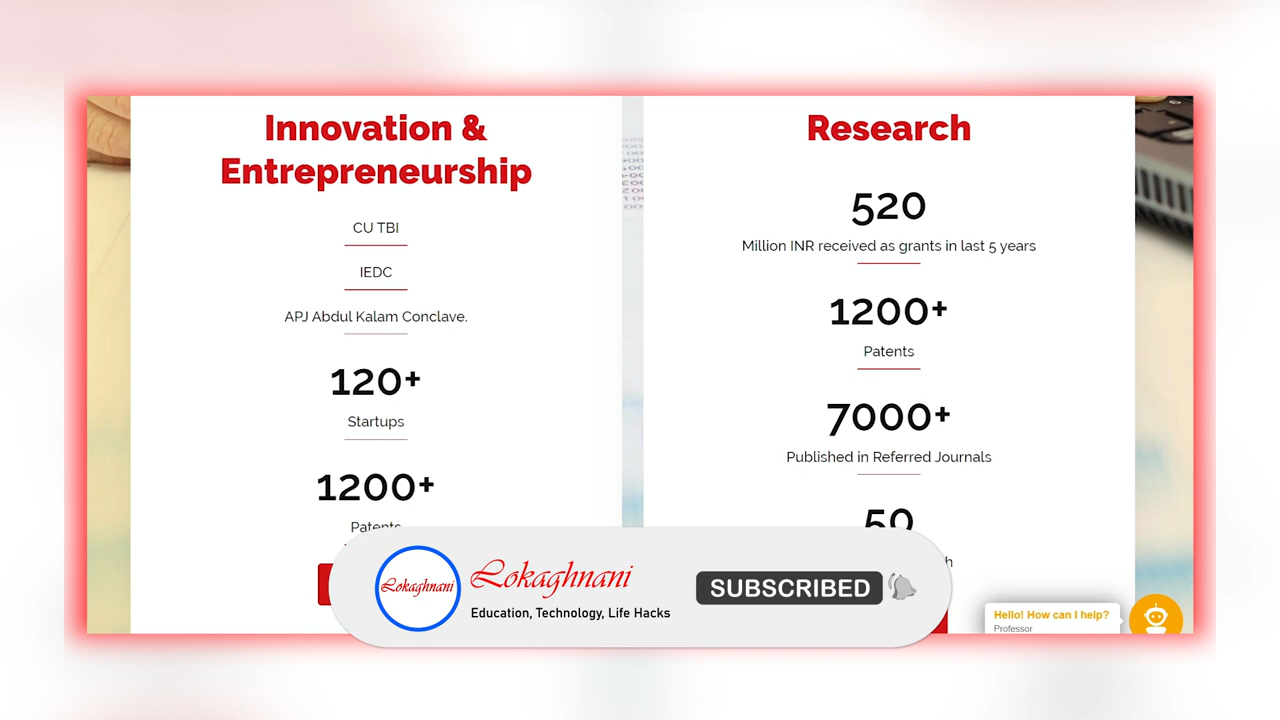 Innovation &
Entrepreneurship
CU TBI
IEDC
APJ Abdul Kalam Conclave.
120+
Startups
1200+
Patents
Research
520
Million INR received as grants in last 5 years
1200+
Patents
7000+
Published in Referred Journals
50
Lokaghnani
Lokaghnani
Education, Technology, Life Hacks
SUBSCRIBED
Hello! How can I help?
Professor